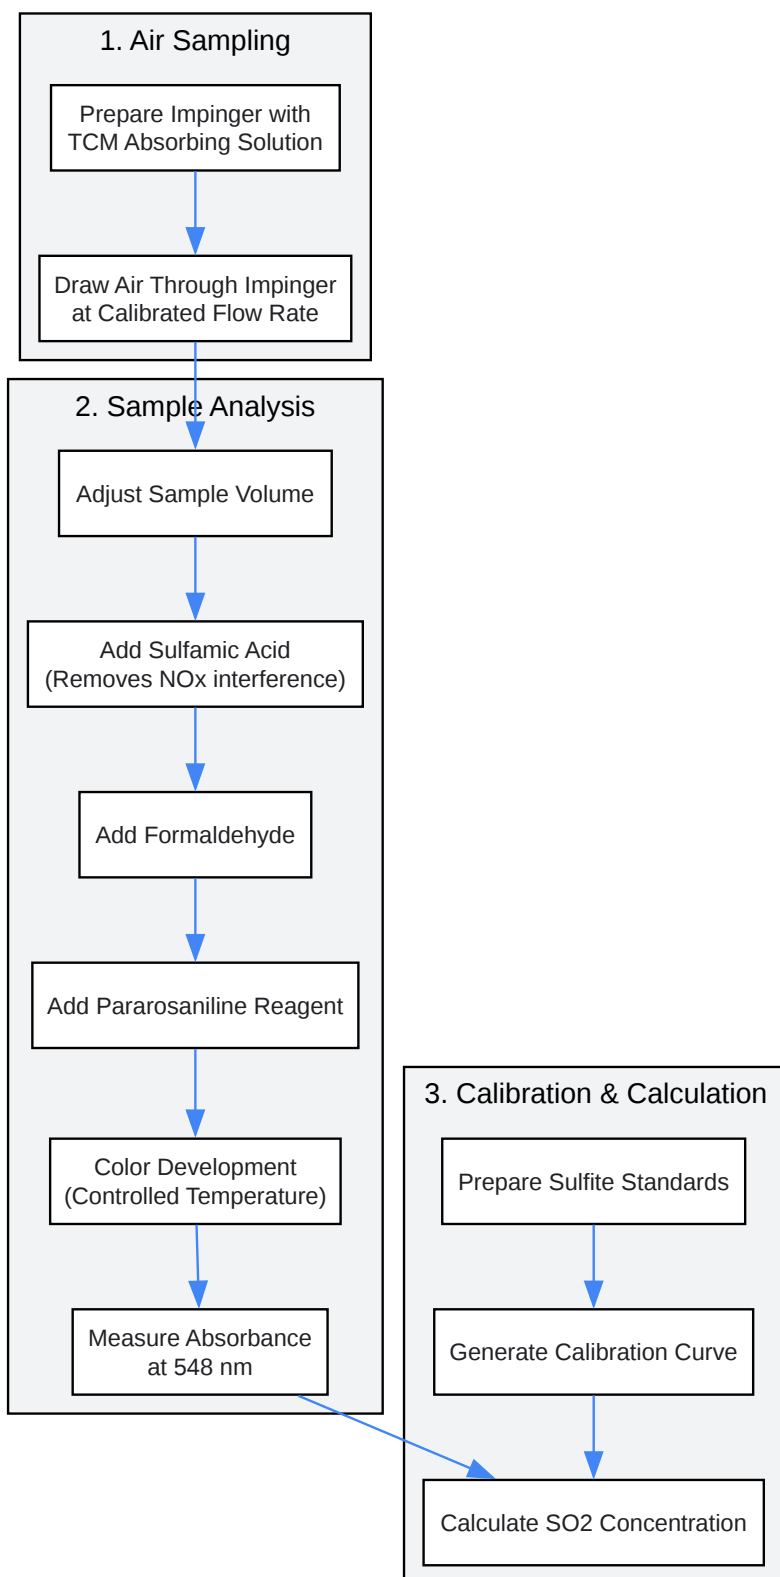 1. Air Sampling
Prepare Impinger with
TCM Absorbing Solution
Draw Air Through Impinger
at Calibrated Flow Rate
2. Sample Analysis
Adjust Sample Volume
Add Sulfamic Acid
(Removes NOx interference)
Add Formaldehyde
Add Pararosaniline Reagent
Color Development
(Controlled Temperature)
Measure Absorbance
at 548 nm
3. Calibration & Calculation
Prepare Sulfite Standards
Generate Calibration Curve
Calculate SO2 Concentration